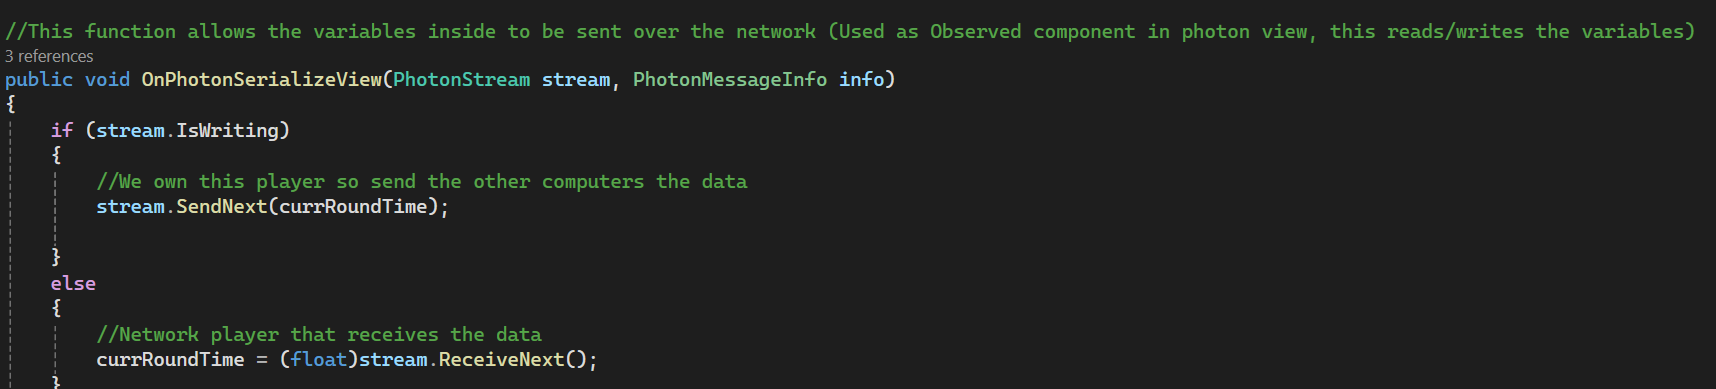 //This function allows the variables inside to be sent over the network (Used as Observed component in photon view, this reads/writes the variables)
3 references
public void OnPhotonSerializeView(PhotonStream stream, PhotonMessageInfo info)
{
if (stream.IsWriting)
{
//We own this player so send the other computers the data
stream.SendNext(currRoundTime);
}
else
{
//Network player that receives the data
currRoundTime = (float)stream.ReceiveNext();
}